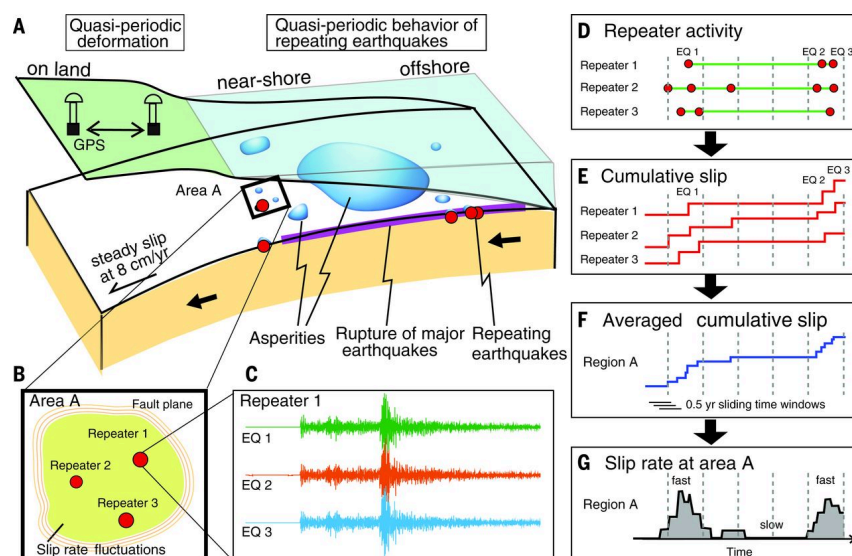 A
Quasi-periodic
deformation
Quasi-periodic behavior of
repeating earthquakes
on land
near-shore
offshore
GPS
Area A
steady slip
at 8 cm/yr
Asperities
Rupture of major
earthquakes
Repeating
earthquakes
B
Area A
Fault plane
Repeater 1
Repeater 2
Repeater 3
Slip rate fluctuations
C
Repeater 1
EQ 1
EQ 2
EQ 3
D Repeater activity
EQ 1
EQ 2
EQ 3
Repeater 1
Repeater 2
Repeater 3
E Cumulative slip
EQ 1
EQ 2
EQ 3
Repeater 1
Repeater 2
Repeater 3
F Averaged cumulative slip
Region A
0.5 yr sliding time windows
G Slip rate at area A
fast
fast
Region A
slow
Time